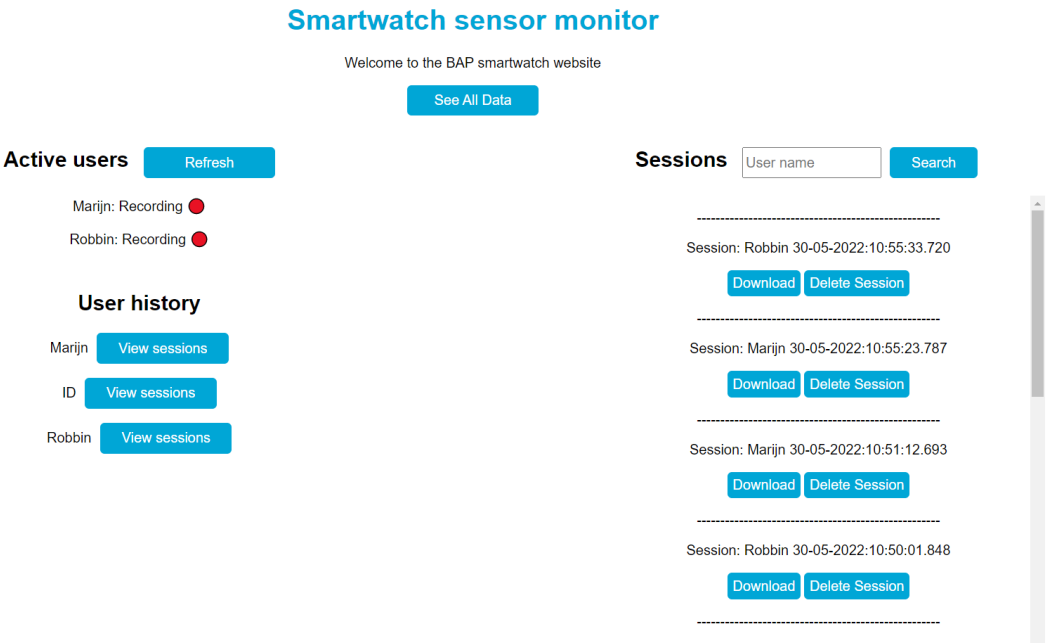 Smartwatch sensor monitor
Welcome to the BAP smartwatch website
See All Data
Active users Refresh
Marijn: Recording
Robbin: Recording
User history
Marijn View sessions
ID View sessions
Robbin View sessions
Sessions User name Search
----------------------------------------------------
Session: Robbin 30-05-2022:10:55:33.720
Download Delete Session
----------------------------------------------------
Session: Marijn 30-05-2022:10:55:23.787
Download Delete Session
----------------------------------------------------
Session: Marijn 30-05-2022:10:51:12.693
Download Delete Session
----------------------------------------------------
Session: Robbin 30-05-2022:10:50:01.848
Download Delete Session
----------------------------------------------------